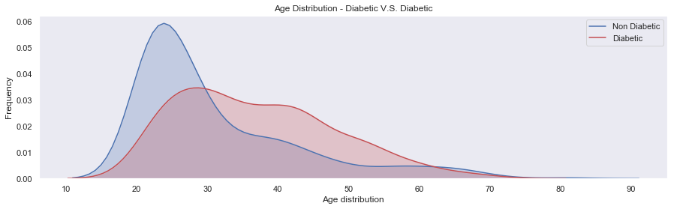 Age Distribution - Diabetic V.S. Diabetic
Non Diabetic
Diabetic
Frequency
0.06
0.05
0.04
0.03
0.02
0.01
0.00
10 20 30 40 50 60 70 80 90
Age distribution